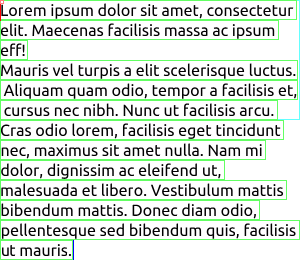 Lorem ipsum dolor sit amet, consectetur
elit. Maecenas facilisis massa ac ipsum
eff!
Mauris vel turpis a elit scelerisque luctus.
Aliquam quam odio, tempor a facilisis et,
cursus nec nibh. Nunc ut facilisis arcu.
Cras odio lorem, facilisis eget tincidunt
nec, maximus sit amet nulla. Nam mi
dolor, dignissim ac eleifend ut,
malesuada et libero. Vestibulum mattis
bibendum mattis. Donec diam odio,
pellentesque sed bibendum quis, facilisis
ut mauris.